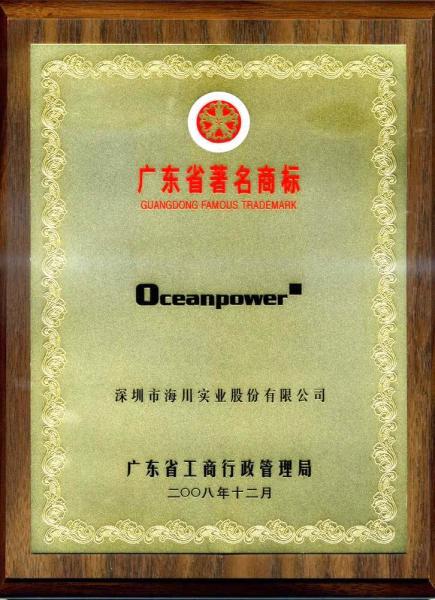 广东省著名商标
GUANGDONG FAMOUS TRADEMARK
Oceanpower
深圳市海川实业股份有限公司
广东省工商行政管理局
二〇〇八年十二月